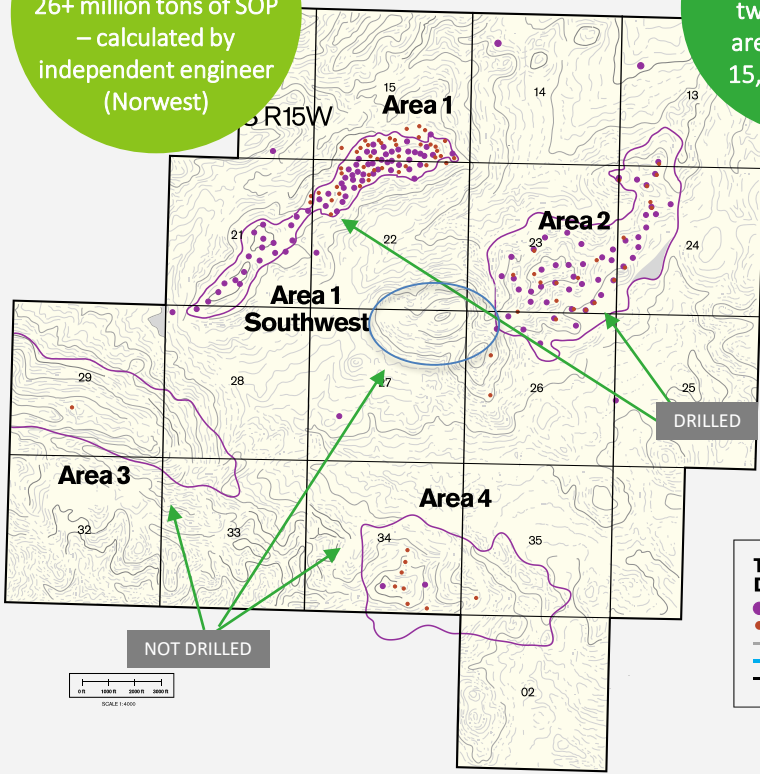 26+ million tons of SOP
– calculated by
independent engineer
(Norwest)
tw
are
15,
R15W
15
Area 1
14
13
21
22
Area 2
23
24
Area 1
Southwest
29
28
27
26
25
DRILLED
Area 3
Area 4
32
33
34
35
NOT DRILLED
0 ft 1000 ft 2000 ft 3000 ft
SCALE 1:4000
02
T
D